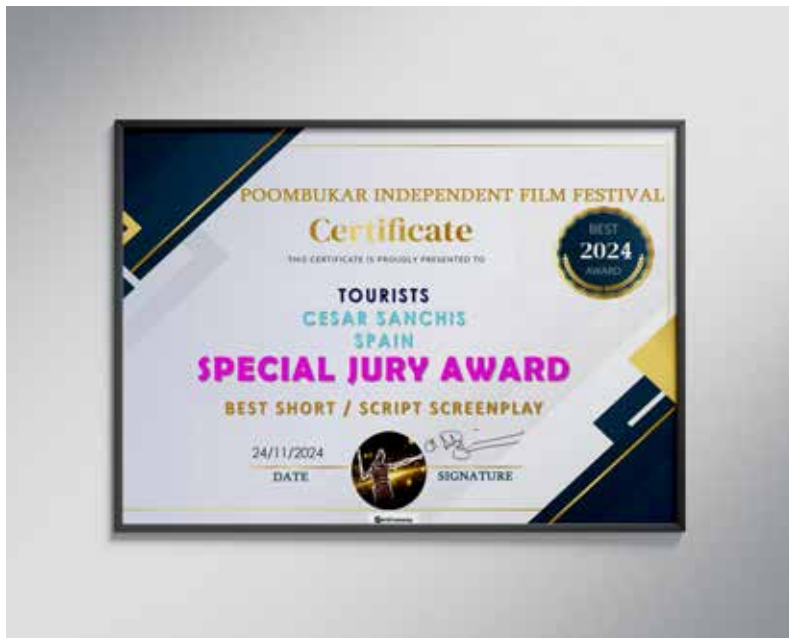 POOMBUKAR INDEPENDENT FILM FESTIVAL
Certificate
THIS CERTIFICATE IS PROUDLY PRESENTED TO
BEST
2024
AWARD
TOURISTS
CESAR SANCHIS
SPAIN
SPECIAL JURY AWARD
BEST SHORT / SCRIPT SCREENPLAY
24/11/2024
DATE
SIGNATURE